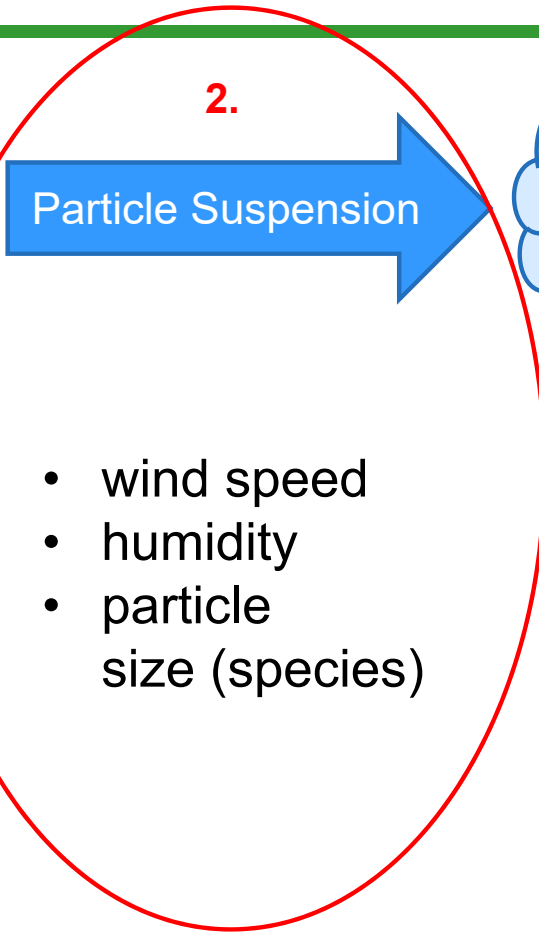 2.
Particle Suspension
• wind speed
• humidity
• particle
size (species)